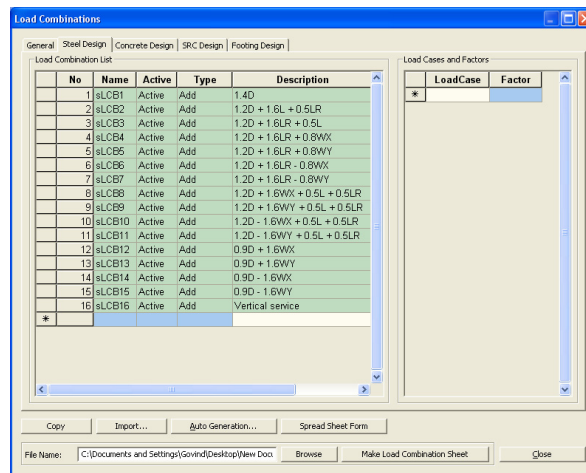 Load Combinations
General Steel Design Concrete Design SRC Design Footing Design
Load Combination List
No Name Active Type Description
1 sLCB1 Active Add 1.4D
2 sLCB2 Active Add 1.2D + 1.6L + 0.5LR
3 sLCB3 Active Add 1.2D + 1.6LR + 0.5L
4 sLCB4 Active Add 1.2D + 1.6LR + 0.8WX
5 sLCB5 Active Add 1.2D + 1.6LR + 0.8WY
6 sLCB6 Active Add 1.2D + 1.6LR - 0.8WX
7 sLCB7 Active Add 1.2D + 1.6LR - 0.8WY
8 sLCB8 Active Add 1.2D + 1.6WX + 0.5L + 0.5LR
9 sLCB9 Active Add 1.2D + 1.6WY + 0.5L + 0.5LR
10 sLCB10 Active Add 1.2D - 1.6WX + 0.5L + 0.5LR
11 sLCB11 Active Add 1.2D - 1.6WY + 0.5L + 0.5LR
12 sLCB12 Active Add 0.9D + 1.6WX
13 sLCB13 Active Add 0.9D + 1.6WY
14 sLCB14 Active Add 0.9D - 1.6WX
15 sLCB15 Active Add 0.9D - 1.6WY
16 sLCB16 Active Add Vertical service
Load Cases and Factors
LoadCase Factor
Copy Import... Auto Generation... Spread Sheet Form
File Name: C:\Documents and Settings\Govind\Desktop\New Docu Browse Make Load Combination Sheet Close